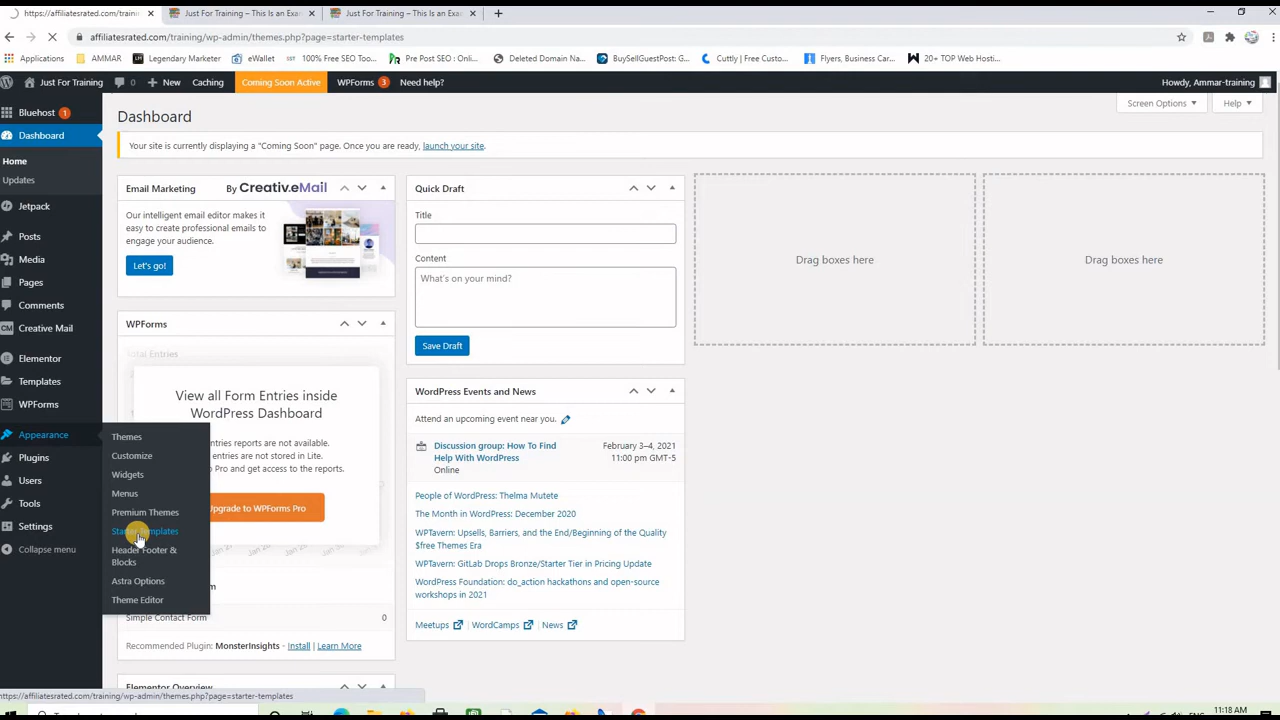 https://affiliatesrated.com/traini
Just For Training – This Is an Exa
Just For Training – This Is an Exa
affiliatesrated.com/training/wp-admin/themes.php?page=starter-templates
Applications
AMMAR
Legendary Marketer
eWallet
100% Free SEO Tool...
Pre Post SEO : Onli...
Deleted Domain Na...
BuySellGuestPost: G...
Cuttly | Free Custo...
Flyers, Business Car...
20+ TOP Web Hosti...
Just For Training
0
New
Caching
Coming Soon Active
WPForms 3
Need help?
Howdy, Ammar-training
Bluehost 1
Dashboard
Home
Updates
Jetpack
Posts
Media
Pages
Comments
Creative Mail
Elementor
Templates
WPForms
Appearance
Plugins
Users
Tools
Settings
Collapse menu
Themes
Customize
Widgets
Menus
Premium Themes
Starter Templates
Header Footer &
Blocks
Astra Options
Theme Editor
Dashboard
Screen Options
Help
Your site is currently displaying a "Coming Soon" page. Once you are ready, launch your site.
Email Marketing
By Creative Mail
Our intelligent email editor makes it
easy to create professional emails to
engage your audience.
Let's go!
WPForms
Total Entries
View all Form Entries inside
WordPress Dashboard
entries reports are not available.
entries are not stored in Lite.
Pro and get access to the reports.
Upgrade to WPForms Pro
Simple Contact Form
0
Recommended Plugin: MonsterInsights - Install | Learn More
Elementor Overview
Quick Draft
Title
Content
What's on your mind?
Save Draft
WordPress Events and News
Attend an upcoming event near you.
Discussion group: How To Find
Help With WordPress
Online
February 3–4, 2021
11:00 pm GMT-5
People of WordPress: Thelma Mutete
The Month in WordPress: December 2020
WPTavern: Upsells, Barriers, and the End/Beginning of the Quality
$free Themes Era
WPTavern: GitLab Drops Bronze/Starter Tier in Pricing Update
WordPress Foundation: do_action hackathons and open-source
workshops in 2021
Meetups
WordCamps
News
Drag boxes here
Drag boxes here
https://affiliatesrated.com/training/wp-admin/themes.php?page=starter-templates
ENG
11:18 AM